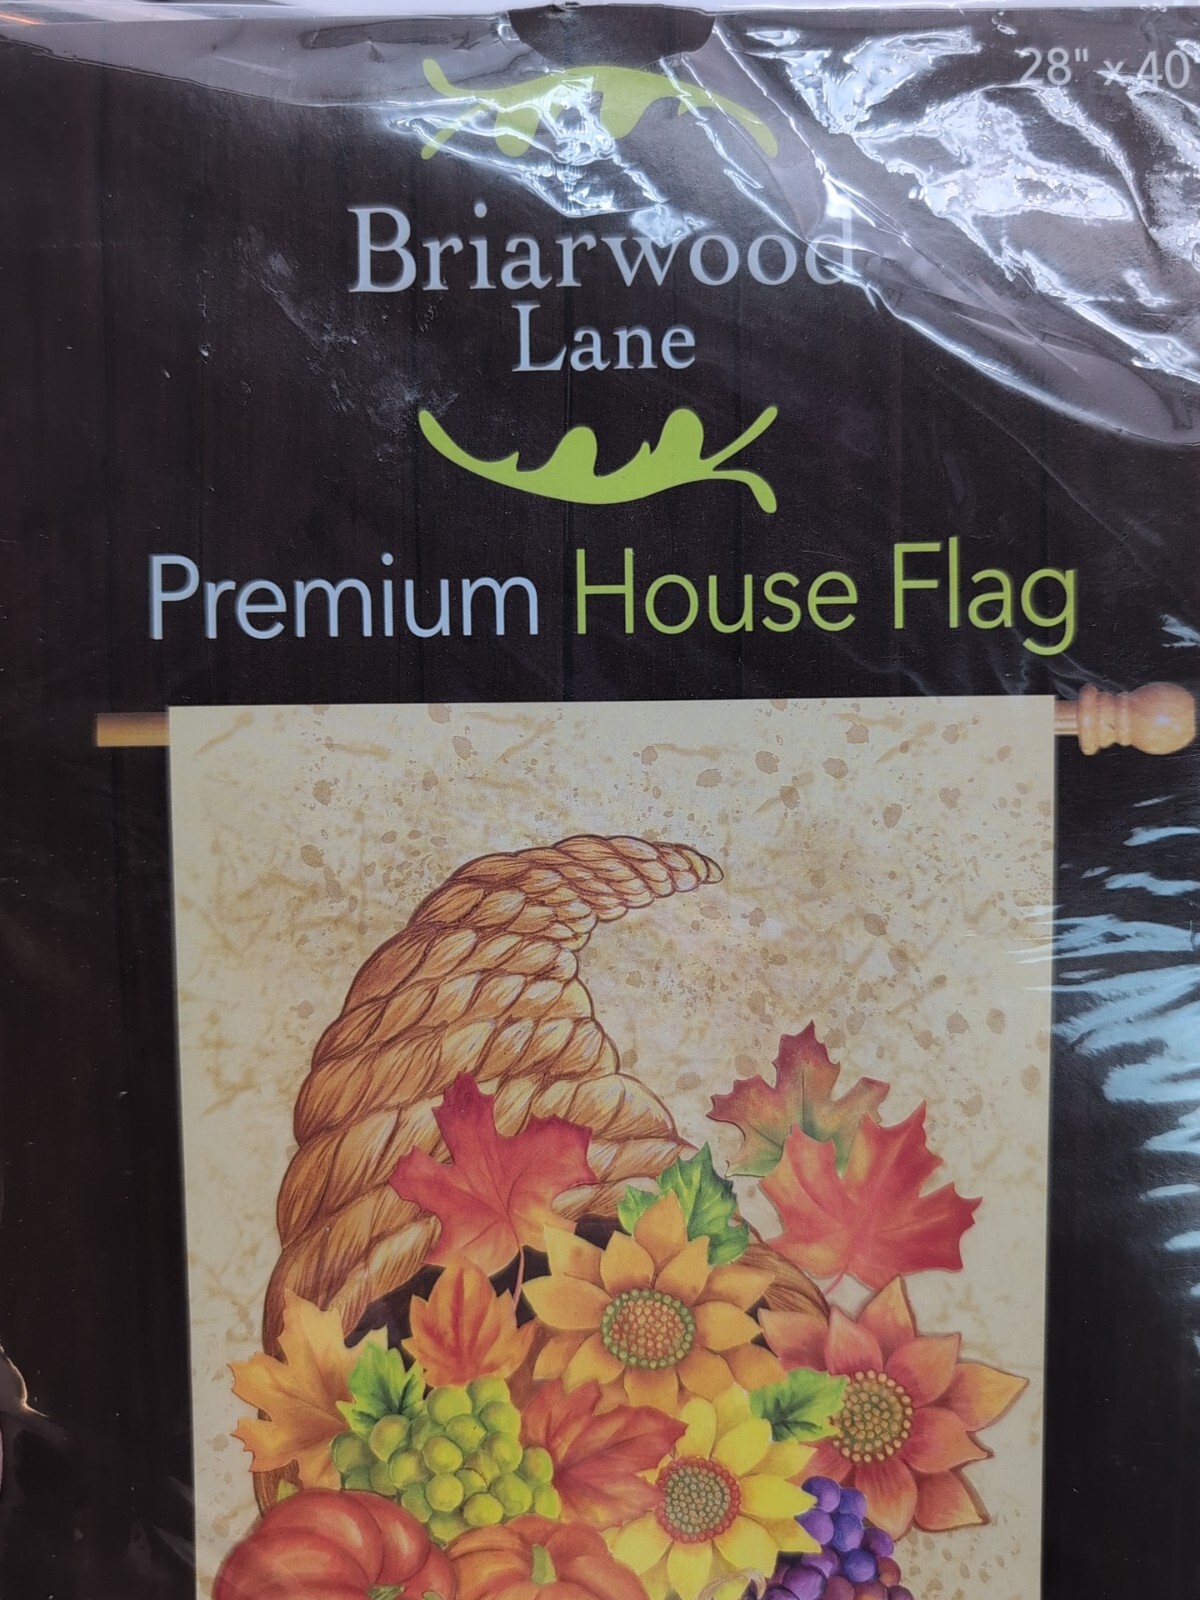 28" x 40"
Briarwood
Lane
Premium House Flag